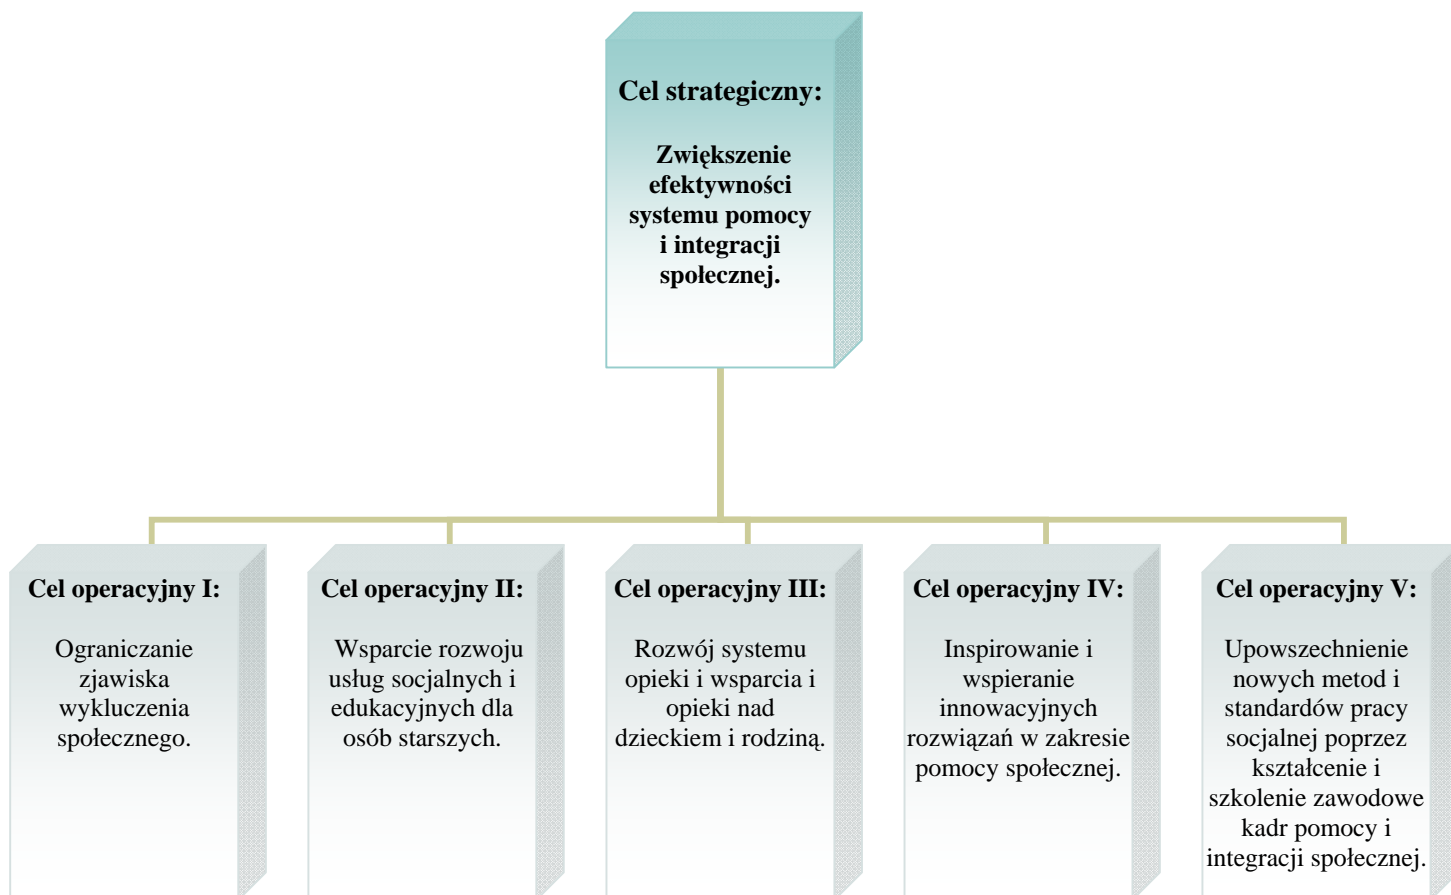 Cel strategiczny:
Zwiększenie
efektywności
systemu pomocy
i integracji
społecznej.
Cel operacyjny I:
Ograniczanie
zjawiska
wykluczenia
społecznego.
Cel operacyjny II:
Wsparcie rozwoju
usług socjalnych i
edukacyjnych dla
osób starszych.
Cel operacyjny III:
Rozwój systemu
opieki i wsparcia i
opieki nad
dzieckiem i rodziną.
Cel operacyjny IV:
Inspirowanie i
wspieranie
innowacyjnych
rozwiązań w zakresie
pomocy społecznej.
Cel operacyjny V:
Upowszechnienie
nowych metod i
standardów pracy
socjalnej poprzez
kształcenie i
szkolenie zawodowe
kadr pomocy i
integracji społecznej.